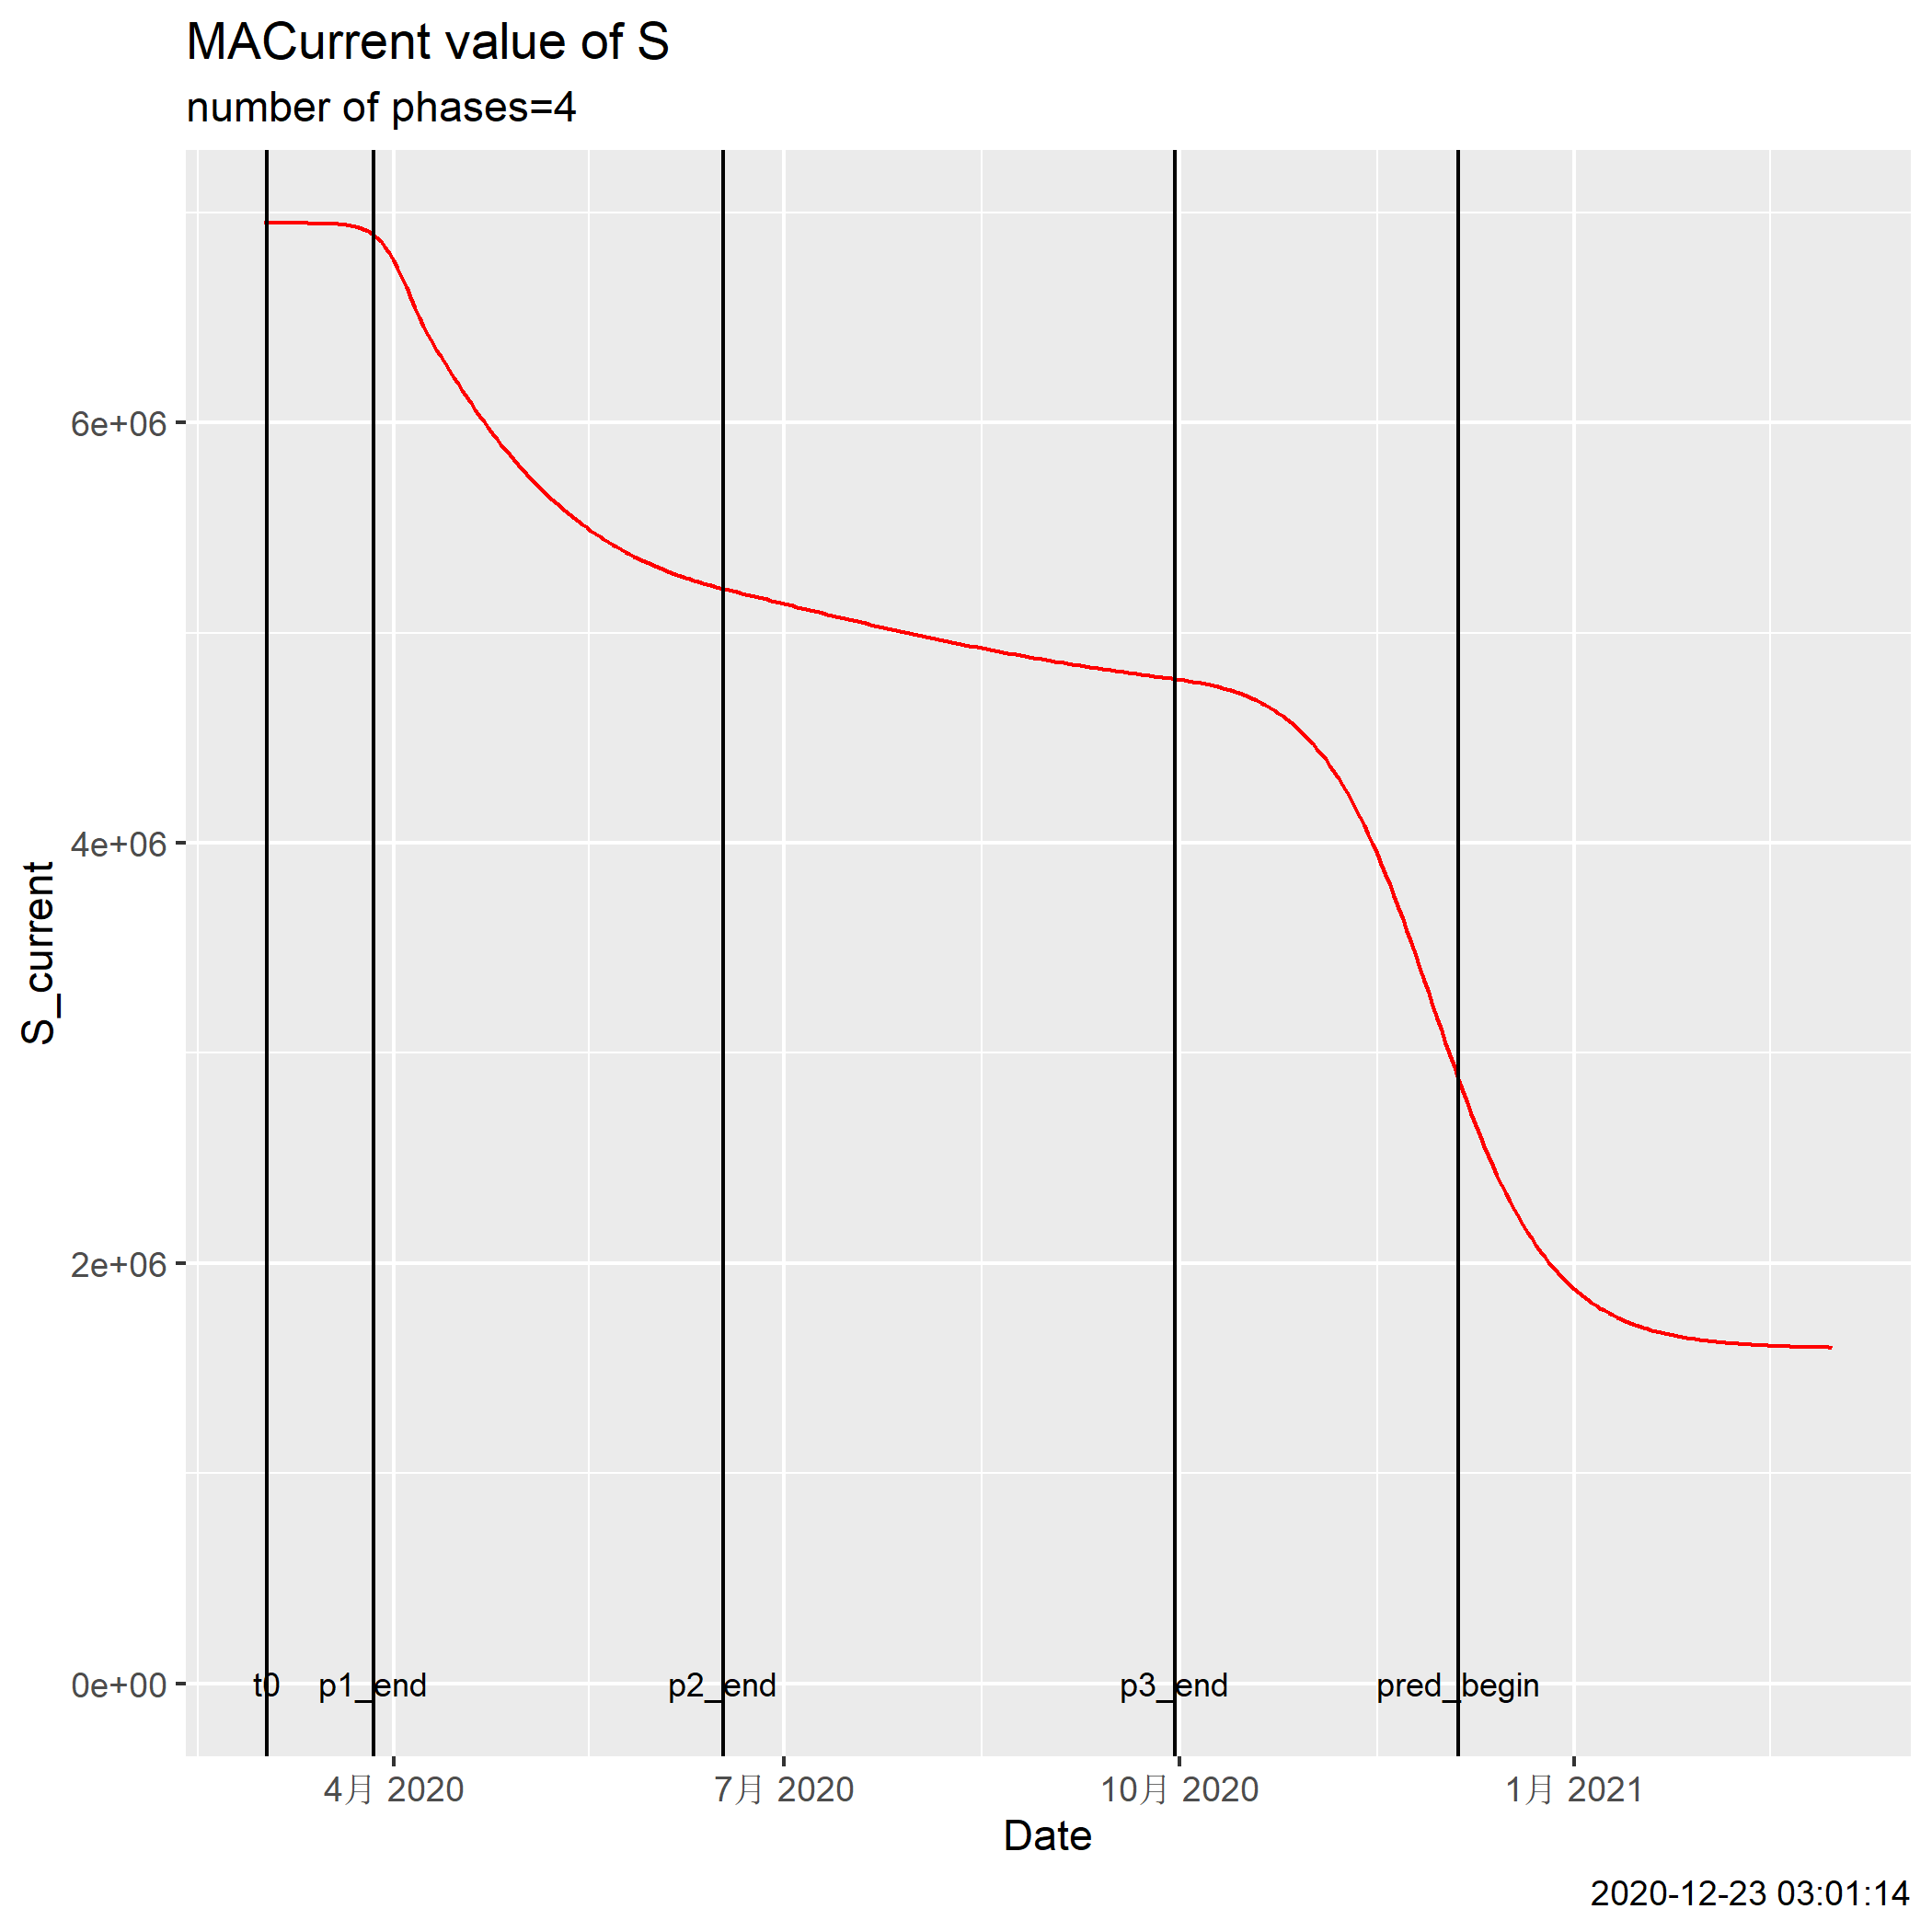 MACurrent value of S
number of phases=4
S_current
6e+06
4e+06
2e+06
0e+00
t0 p1_end p2_end p3_end pred_begin
4月 2020 7月 2020 10月 2020 1月 2021
Date
2020-12-23 03:01:14